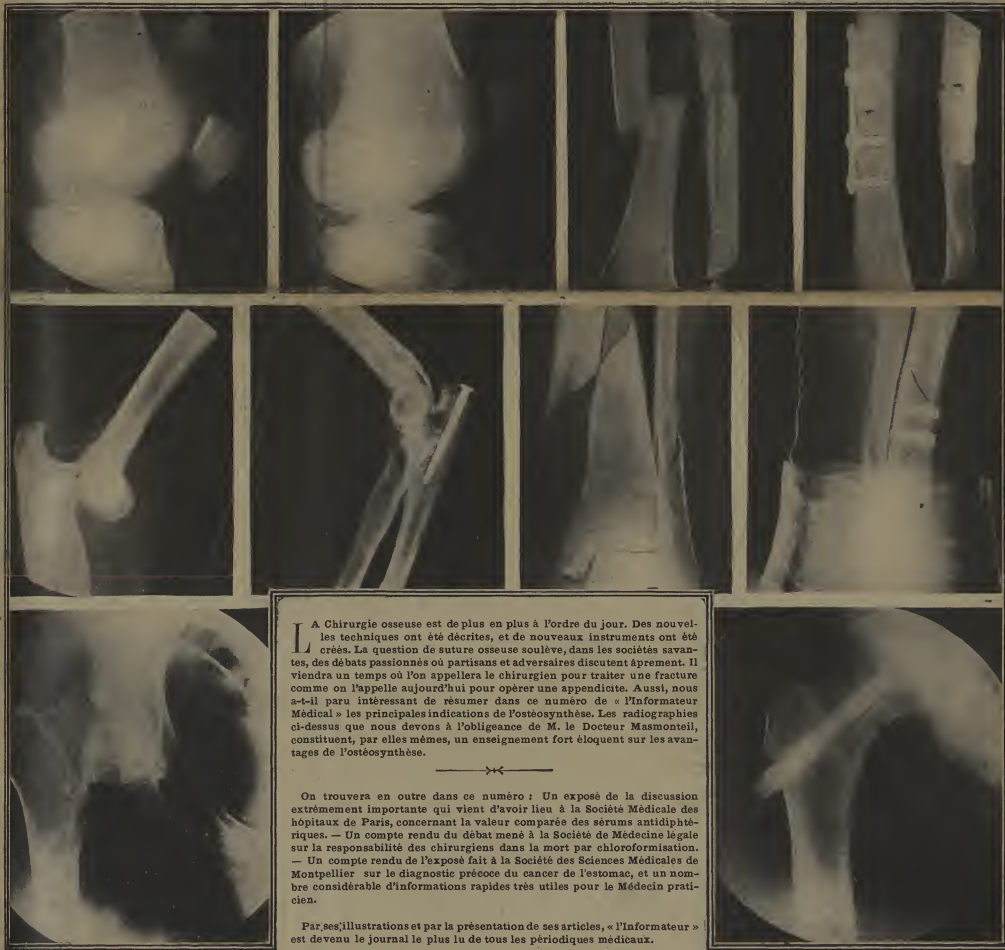 LA Chirurgie osseuse est de plus en plus à l'ordre du jour. Des nouvel-
les techniques ont été décrites, et de nouveaux instruments ont été
créés. La question de suture osseuse soulève, dans les sociétés savan-
tes, des débats passionnés où partisans et adversaires discutent âprement. Il
viendra un temps où l'on appellera le chirurgien pour traiter une fracture
comme on l'appelle aujourd'hui pour opérer une appendicite. Aussi, nous
a-t-il paru intéressant de résumer dans ce numéro de « l'Informateur
Médical » les principales indications de l'ostéosynthèse. Les radiographies
ci-dessus que nous devons à l'obligeance de M. le Docteur Masmonteil,
constituent, par elles mêmes, un enseignement fort éloquent sur les avan-
tages de l'ostéosynthèse.
On trouvera en outre dans ce numéro : Un exposé de la discussion
extrêmement importante qui vient d'avoir lieu à la Société Médicale des
hôpitaux de Paris, concernant la valeur comparée des sérums antidiphté-
riques. — Un compte rendu du débat mené à la Société de Médecine légale
sur la responsabilité des chirurgiens dans la mort par chloroformisation.
— Un compte rendu de l'exposé fait à la Société des Sciences Médicales de
Montpellier sur le diagnostic précoce du cancer de l'estomac, et un nom-
bre considérable d'informations rapides très utiles pour le Médecin prati-
cien.
Par ses illustrations et par la présentation de ses articles, « l'Informateur »
est devenu le journal le plus lu de tous les périodiques médicaux.